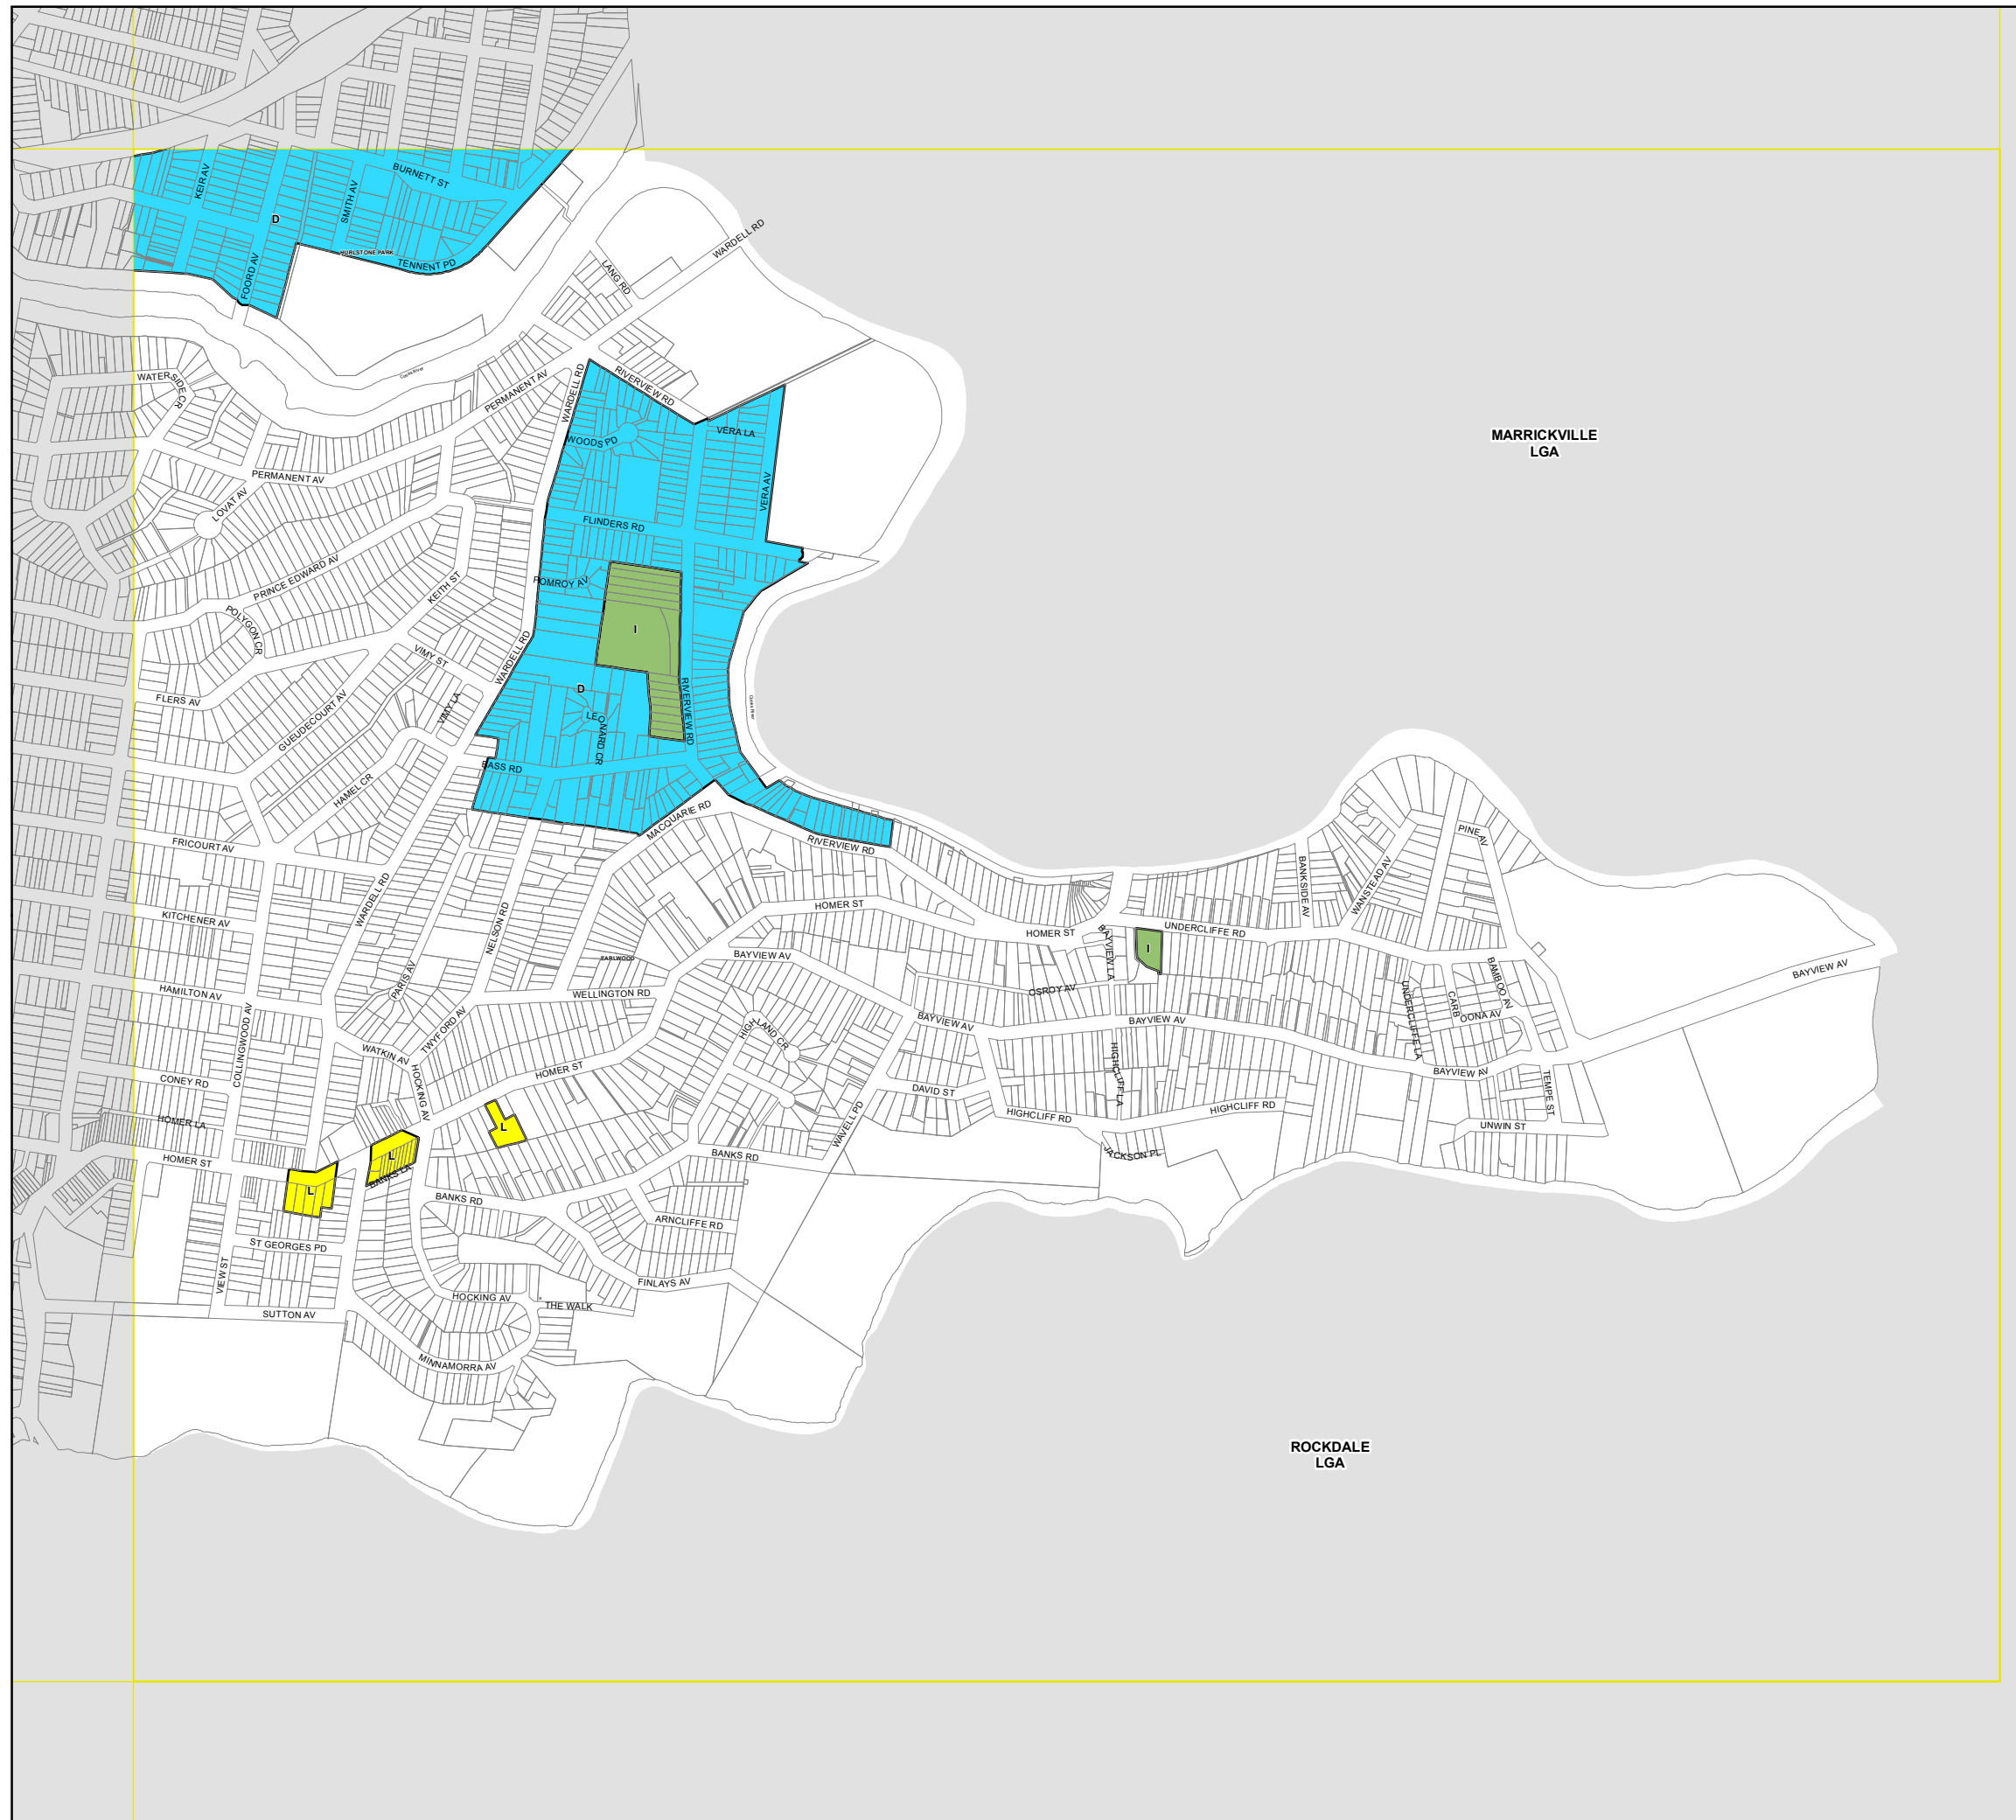 BURNETT ST
KEIR AV
SMITH AV
D
HURLSTONE PARK
TENNENT PD
FOORD AV
WARDELL RD
LANG RD
Cooks River
WATER SIDE CR
PERMANENT AV
WARDELL RD
RIVERVIEW RD
MARRICKVILLE
LGA
WOODS PD
VERA LA
VERA AV
PERMANENT AV
LOVAT AV
FLINDERS RD
PRINCE EDWARD AV
POMROY AV
KEITH ST
POLYGON CR
I
VIMY ST
WARDELL RD
D
RIVERVIEW RD
Cooks River
FLERS AV
GUEUDECOURT AV
VIMY LA
LEONARD CR
BASS RD
HAMEL CR
MACQUARIE RD
RIVERVIEW RD
FRICOURT AV
PINE AV
BANKSIDE AV
WANSTEAD AV
WARDELL RD
KITCHENER AV
NELSON RD
HOMER ST
HOMER ST
UNDERCLIFFE RD
BAYVIEW LA
I
EARLWOOD
BAYVIEW AV
BAYVIEW AV
PARIS AV
HAMILTON AV
WELLINGTON RD
OSROY AV
BAMBOO AV
CARB
OONA AV
UNDERCLIFFE LA
COLLINGWOOD AV
TWYFORD AV
HIGH LAND CR
BAYVIEW AV
BAYVIEW AV
WATKIN AV
HOCKING AV
HOMER ST
HIGHCLIFF LA
BAYVIEW AV
TEMPE ST
CONEY RD
DAVID ST
HIGHCLIFF RD
HIGHCLIFF RD
HOMER LA
L
WAVELL PD
UNWIN ST
HOMER ST
L
BANKS LA
BANKS RD
JACKSON PL
L
BANKS RD
ARNCLIFFE RD
ST GEORGES PD
VIEW ST
FINLAYS AV
HOCKING AV
THE WALK
SUTTON AV
MINNAMORRA AV
ROCKDALE
LGA